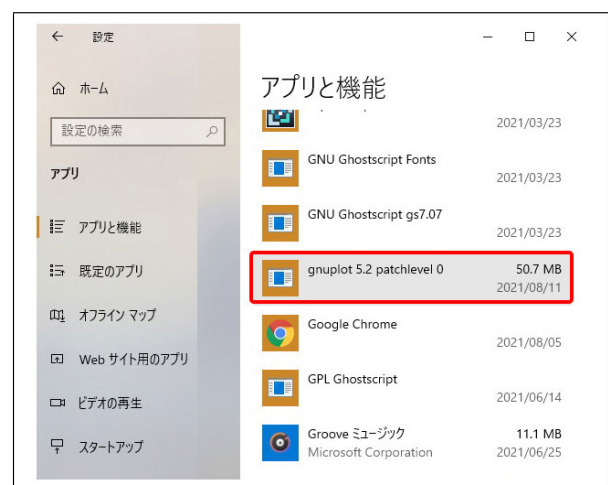 設定
ホーム
設定の検索
アプリ
アプリと機能
既定のアプリ
オフライン マップ
Web サイト用のアプリ
ビデオの再生
スタートアップ
アプリと機能
2021/03/23
GNU Ghostscript Fonts
2021/03/23
GNU Ghostscript gs7.07
2021/03/23
gnuplot 5.2 patchlevel 0 50.7 MB
2021/08/11
Google Chrome
2021/08/05
GPL Ghostscript
2021/06/14
Groove ミュージック 11.1 MB
Microsoft Corporation 2021/06/25